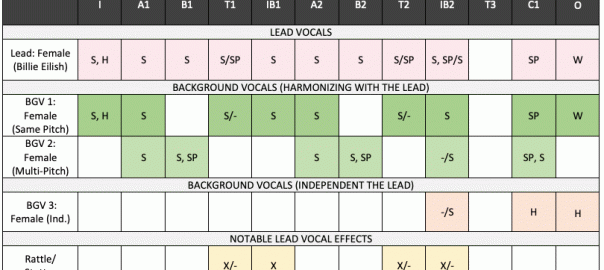 I A1 B1 T1 IB1 A2 B2 T2 IB2 T3 C1 O
LEAD VOCALS
Lead: Female
(Billie Eilish) S, H S S S/SP S S S S/SP S, SP/S SP W
BACKGROUND VOCALS (HARMONIZING WITH THE LEAD)
BGV 1:
Female
(Same Pitch) S, H S S/- S S S/- S SP W
BGV 2:
Female
(Multi-Pitch) S S, SP S S, SP -/S SP, S
BACKGROUND VOCALS (INDEPENDENT THE LEAD)
BGV 3:
Female (Ind.) -/S H H
NOTABLE LEAD VOCAL EFFECTS
Rattle/
X/- X X/- X/-